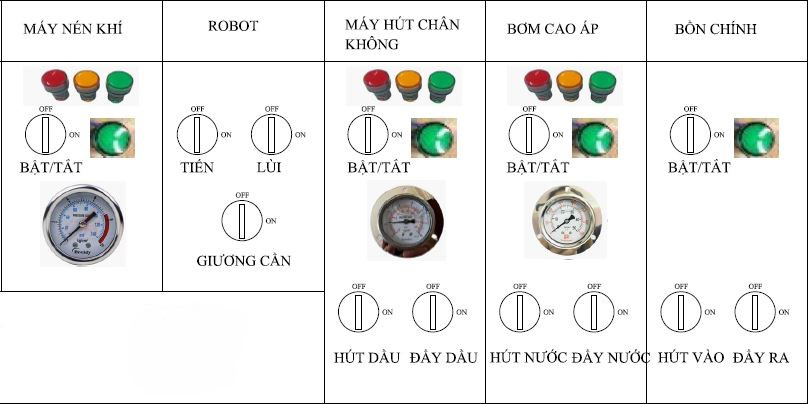 MÁY NÉN KHÍ
ROBOT
MÁY HÚT CHÂN
KHÔNG
BƠM CAO ÁP
BỒN CHÍNH
OFF
ON
BẬT/TẮT
OFF
ON
TIẾN
OFF
ON
LÙI
OFF
ON
BẬT/TẮT
OFF
ON
BẬT/TẮT
OFF
ON
BẬT/TẮT
OFF
ON
GIƯƠNG CẦN
OFF
ON
HÚT DẦU
OFF
ON
ĐẨY DẦU
OFF
ON
HÚT NƯỚC
OFF
ON
ĐẨY NƯỚC
OFF
ON
HÚT VÀO
OFF
ON
ĐẨY RA